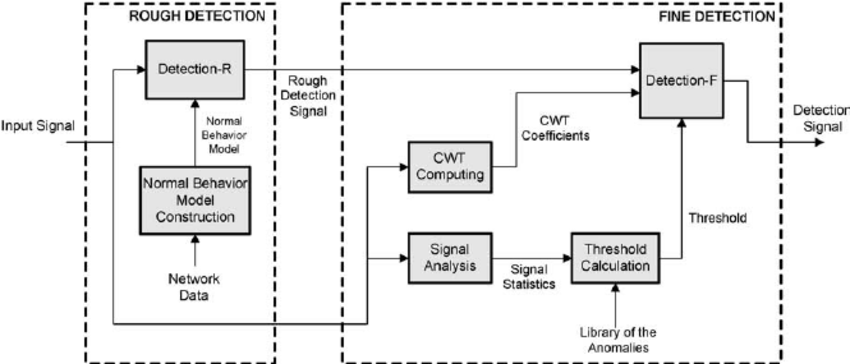 ROUGH DETECTION
FINE DETECTION
Detection-R
Rough
Detection
Signal
Detection-F
Input Signal
Normal
Behavior
Model
CWT
Coefficients
Detection
Signal
Normal Behavior
Model
Construction
CWT
Computing
Network
Data
Signal
Analysis
Signal
Statistics
Threshold
Calculation
Threshold
Library of the
Anomalies